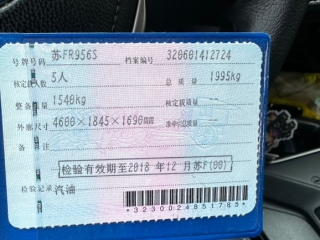 号牌号码 苏FR956S 档案编号 320601412724
核定载人数 5人 总质量 1995kg
整备质量 1540kg 核定载质量 --
外廓尺寸 4600×1845×1690mm 准牵引总质量 --
备注
检验有效期至2018年12月苏F(00)
检验记录 汽油
*3230024851785*